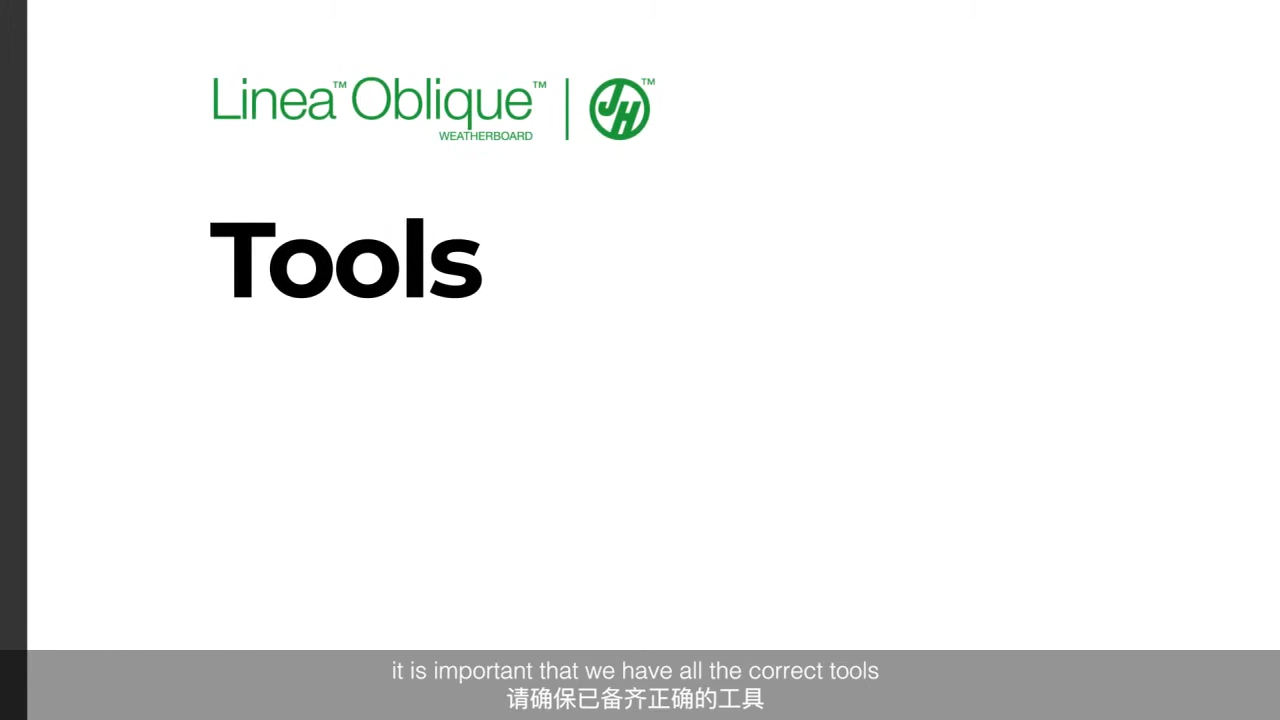 Linea™ Oblique™ | JH™
WEATHERBOARD
Tools
it is important that we have all the correct tools
请确保已备齐正确的工具